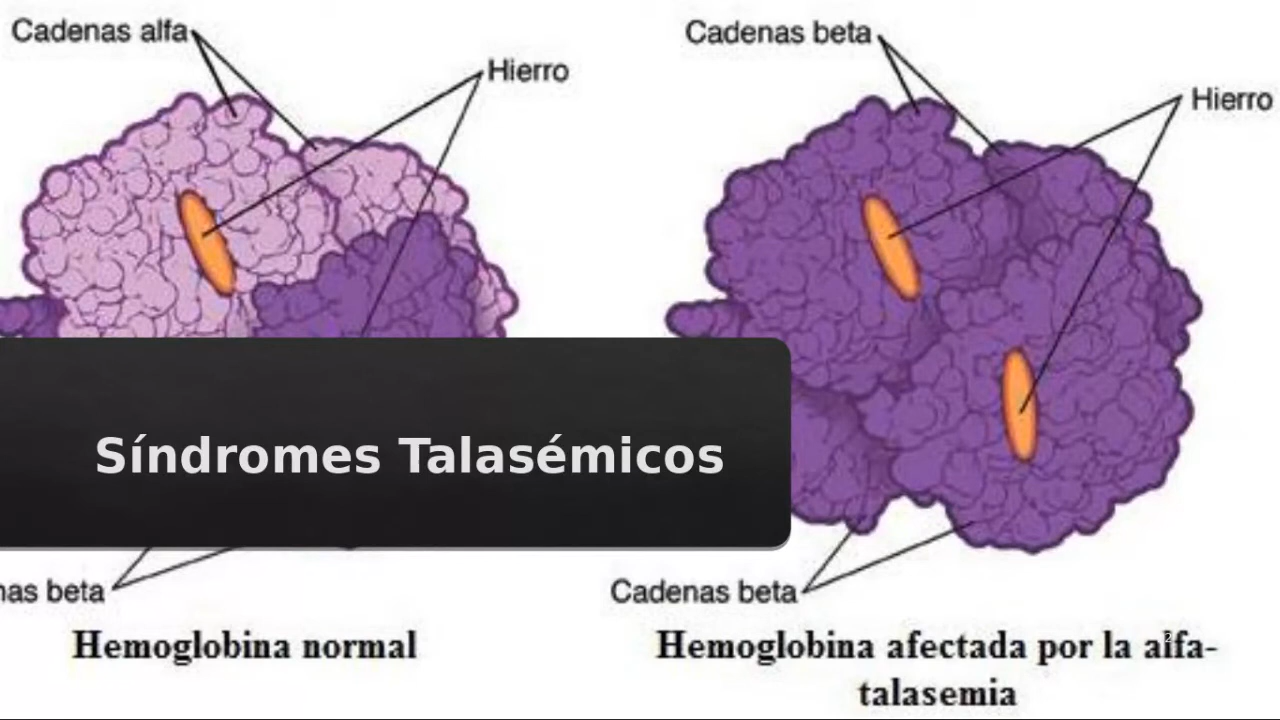 Cadenas alfa
Hierro
Cadenas beta
Hierro
Síndromes Talasémicos
nas beta
Cadenas beta
Hemoglobina normal
Hemoglobina afectada por la alfa-
talasemia
2